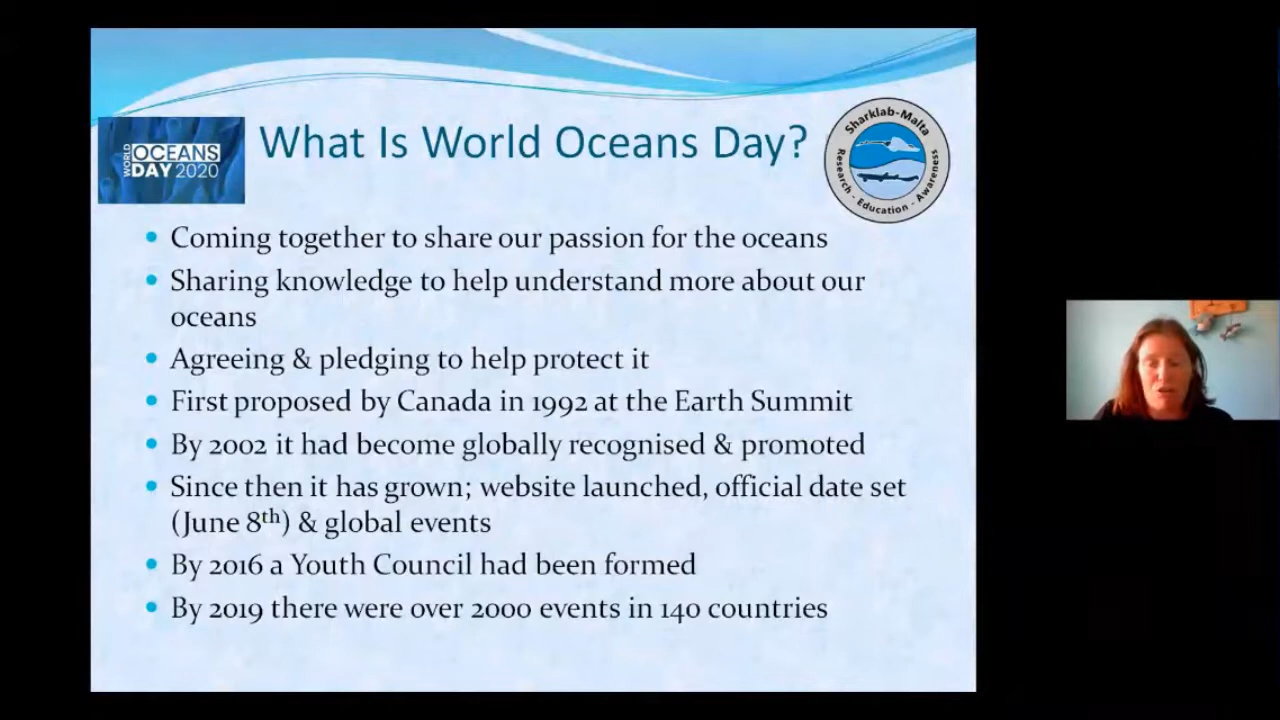 What Is World Oceans Day?
WORLD
OCEANS
DAY 2020
Sharklab-Malta
Research - Education - Awareness
• Coming together to share our passion for the oceans
• Sharing knowledge to help understand more about our
oceans
• Agreeing & pledging to help protect it
• First proposed by Canada in 1992 at the Earth Summit
• By 2002 it had become globally recognised & promoted
• Since then it has grown; website launched, official date set
(June 8th) & global events
• By 2016 a Youth Council had been formed
• By 2019 there were over 2000 events in 140 countries